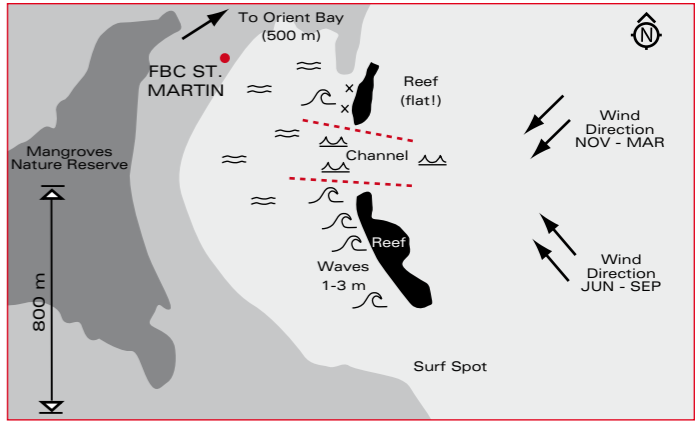 To Orient Bay
(500 m)
N
FBC ST.
MARTIN
Reef
(flat!)
x
x
Wind
Direction
NOV - MAR
Mangroves
Nature Reserve
Channel
Reef
Waves
1-3 m
Wind
Direction
JUN - SEP
800 m
Surf Spot